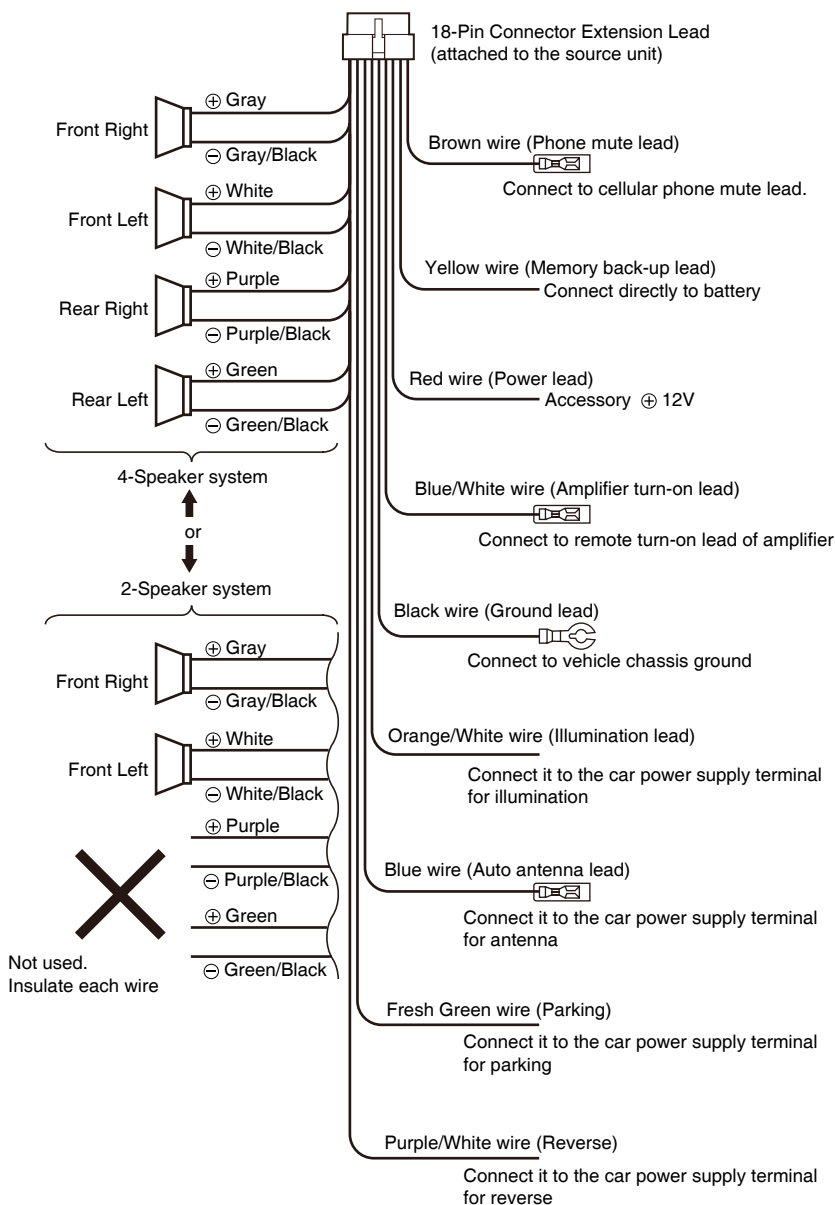 18-Pin Connector Extension Lead
(attached to the source unit)
⊕ Gray
Front Right
⊖ Gray/Black
⊕ White
Front Left
⊖ White/Black
⊕ Purple
Rear Right
⊖ Purple/Black
⊕ Green
Rear Left
⊖ Green/Black
4-Speaker system
or
2-Speaker system
⊕ Gray
Front Right
⊖ Gray/Black
⊕ White
Front Left
⊖ White/Black
⊕ Purple
⊖ Purple/Black
⊕ Green
⊖ Green/Black
Not used.
Insulate each wire
Brown wire (Phone mute lead)
Connect to cellular phone mute lead.
Yellow wire (Memory back-up lead)
Connect directly to battery
Red wire (Power lead)
Accessory ⊕ 12V
Blue/White wire (Amplifier turn-on lead)
Connect to remote turn-on lead of amplifier
Black wire (Ground lead)
Connect to vehicle chassis ground
Orange/White wire (Illumination lead)
Connect it to the car power supply terminal
for illumination
Blue wire (Auto antenna lead)
Connect it to the car power supply terminal
for antenna
Fresh Green wire (Parking)
Connect it to the car power supply terminal
for parking
Purple/White wire (Reverse)
Connect it to the car power supply terminal
for reverse